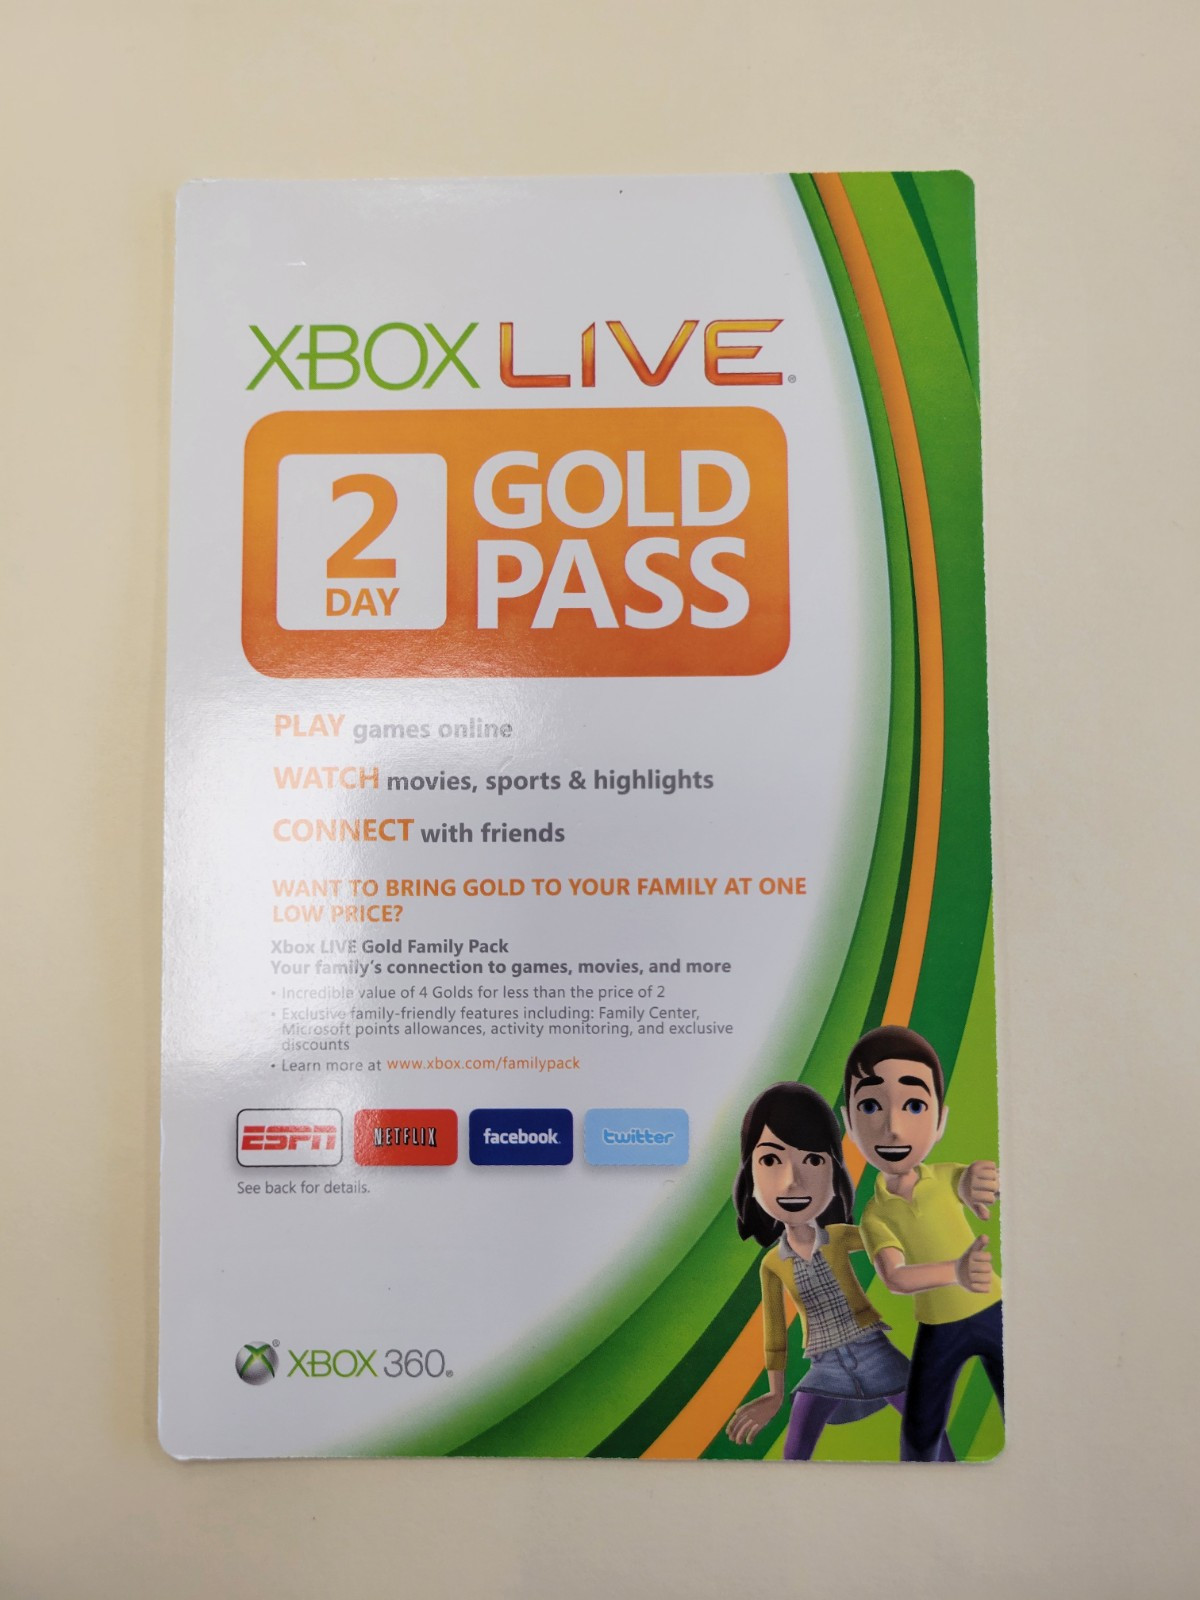 XBOX LIVE®
2
DAY
GOLD
PASS
PLAY games online
WATCH movies, sports & highlights
CONNECT with friends
WANT TO BRING GOLD TO YOUR FAMILY AT ONE
LOW PRICE?
Xbox LIVE Gold Family Pack
Your family's connection to games, movies, and more
• Incredible value of 4 Golds for less than the price of 2
• Exclusive family-friendly features including: Family Center,
Microsoft points allowances, activity monitoring, and exclusive
discounts
• Learn more at www.xbox.com/familypack
ESPN NETFLIX facebook twitter
See back for details.
® XBOX 360®